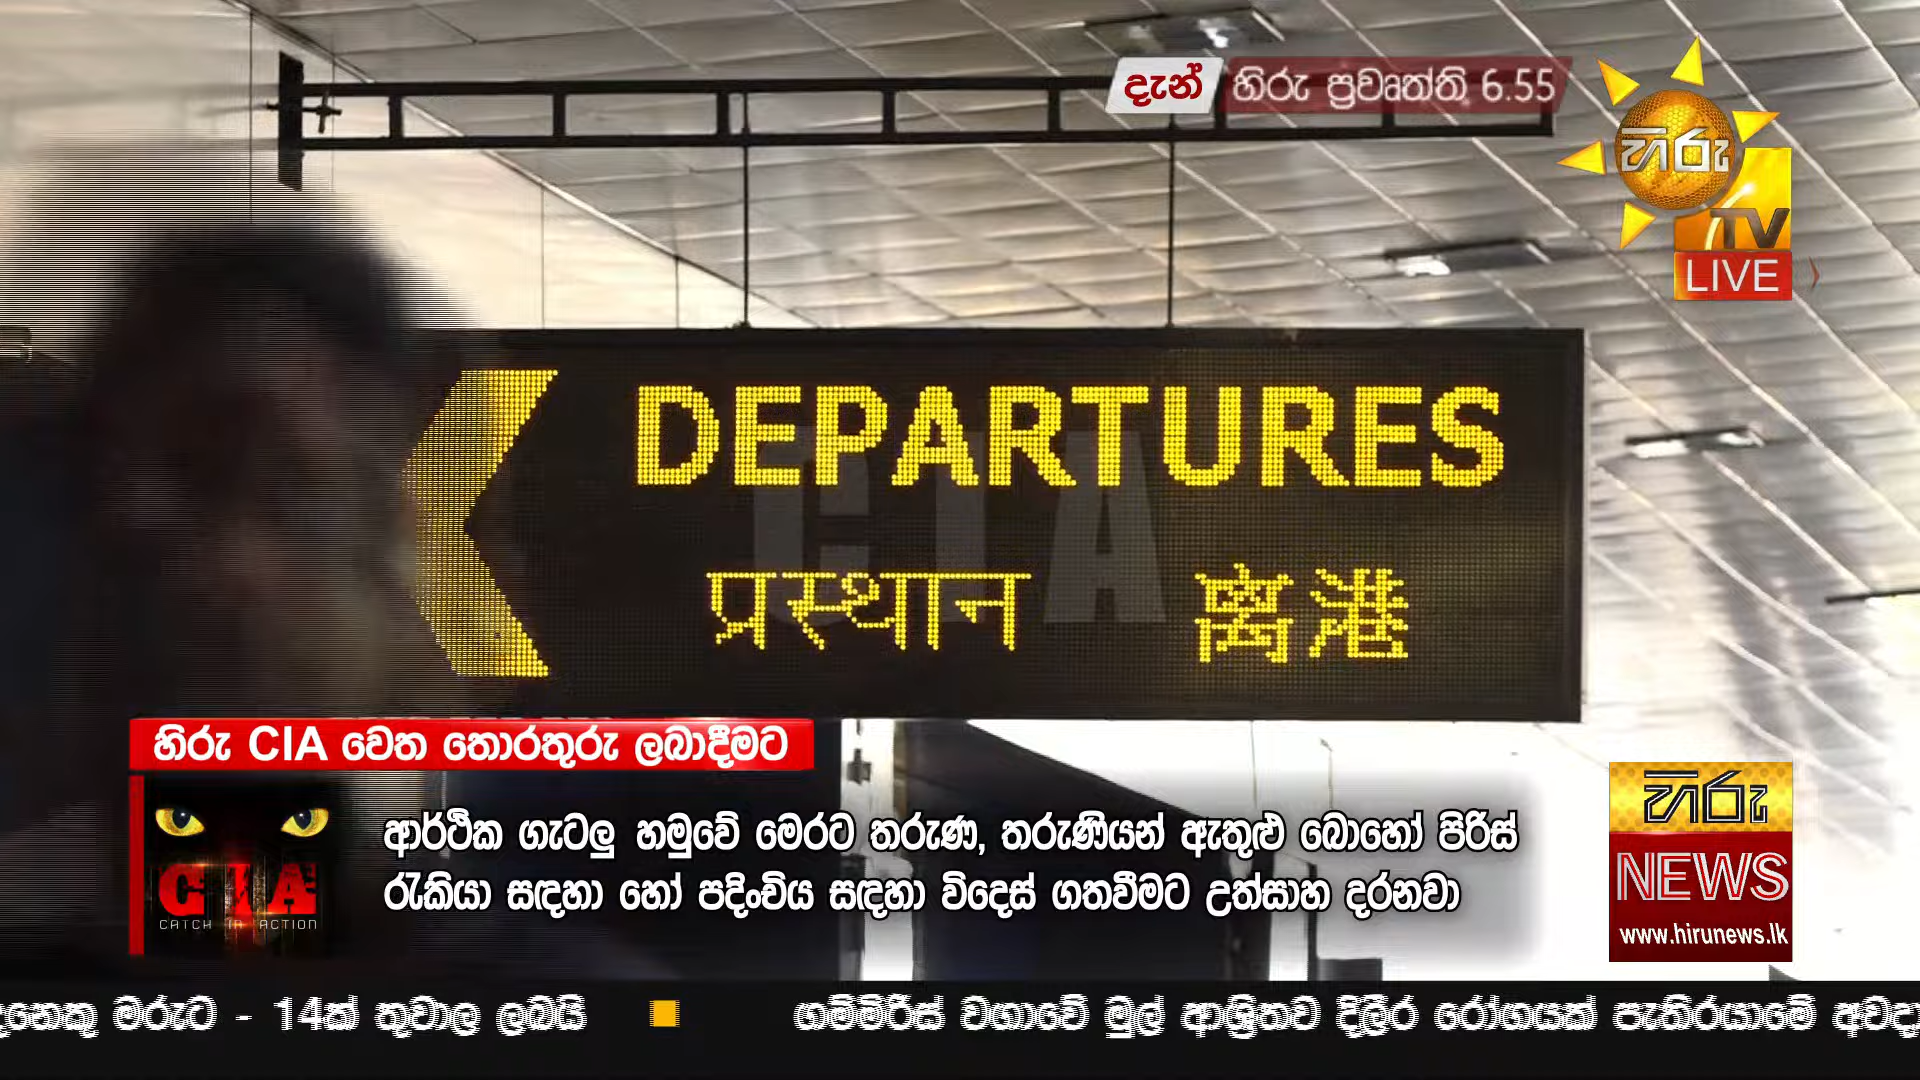 දැන් හිරු ප්‍රවෘත්ති 6.55
හිරු
TV
LIVE
DEPARTURES
CIA
प्रस्थान 离港
හිරු CIA වෙත තොරතුරු ලබාදීමට
ආර්ථික ගැටලු හමුවේ මෙරට තරුණ, තරුණියන් ඇතුළු බොහෝ පිරිස්
රැකියා සඳහා හෝ පදිංචිය සඳහා විදෙස් ගතවීමට උත්සාහ දරනවා
CIA
CATCH IN ACTION
හිරු
NEWS
www.hirunews.lk
මරුට - 14ක් තුවාල ලබයි ගම්මිරිස් වගාවේ මුල් ආශ්‍රිතව දිලීර රෝගයක් පැතිරයාමේ